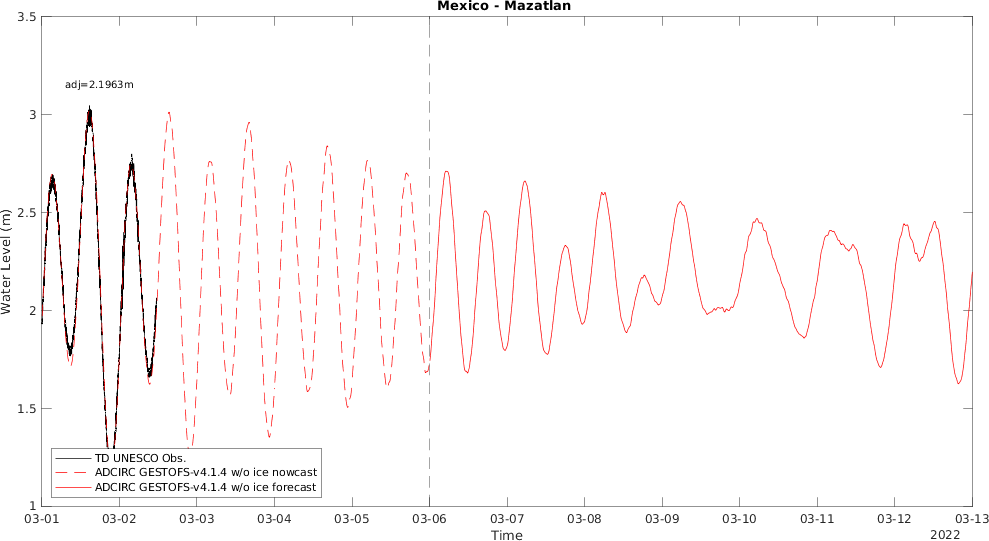 Mexico - Mazatlan
3.5
adj=2.1963m
3
2.5
Water Level (m)
2
1.5
TD UNESCO Obs.
ADCIRC GESTOFS-v4.1.4 w/o ice nowcast
ADCIRC GESTOFS-v4.1.4 w/o ice forecast
1
03-01 03-02 03-03 03-04 03-05 03-06 03-07 03-08 03-09 03-10 03-11 03-12 03-13
Time
2022